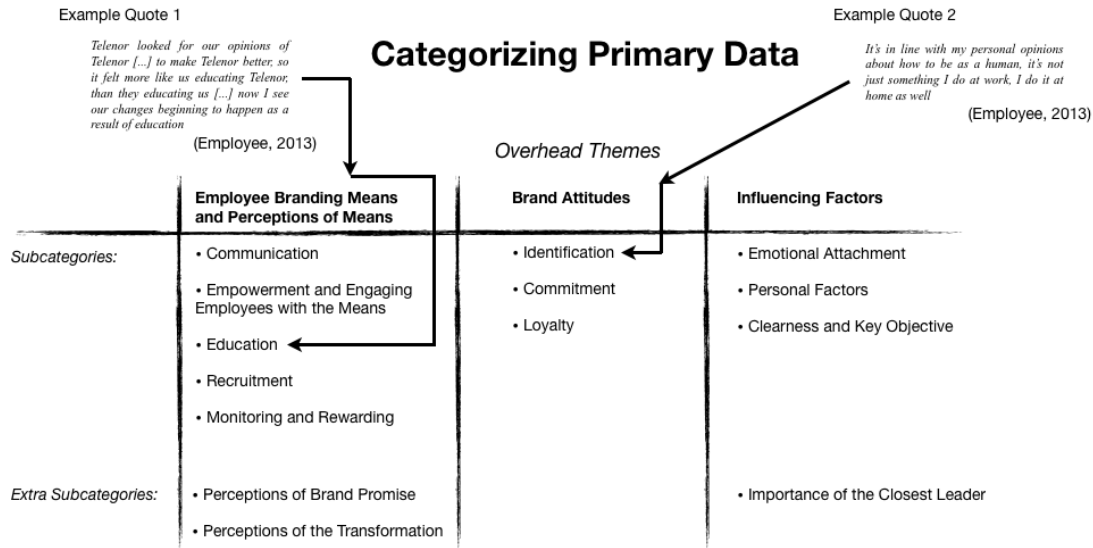 Example Quote 1
Telenor looked for our opinions of
Telenor [...] to make Telenor better, so
it felt more like us educating Telenor,
than they educating us [...] now I see
our changes beginning to happen as a
result of education
(Employee, 2013)
Categorizing Primary Data
Example Quote 2
It's in line with my personal opinions
about how to be as a human, it's not
just something I do at work, I do it at
home as well
(Employee, 2013)
Overhead Themes
Employee Branding Means
and Perceptions of Means
Brand Attitudes
Influencing Factors
Subcategories:
• Communication
• Empowerment and Engaging
Employees with the Means
• Education
• Recruitment
• Monitoring and Rewarding
• Identification
• Commitment
• Loyalty
• Emotional Attachment
• Personal Factors
• Clearness and Key Objective
Extra Subcategories:
• Perceptions of Brand Promise
• Perceptions of the Transformation
• Importance of the Closest Leader